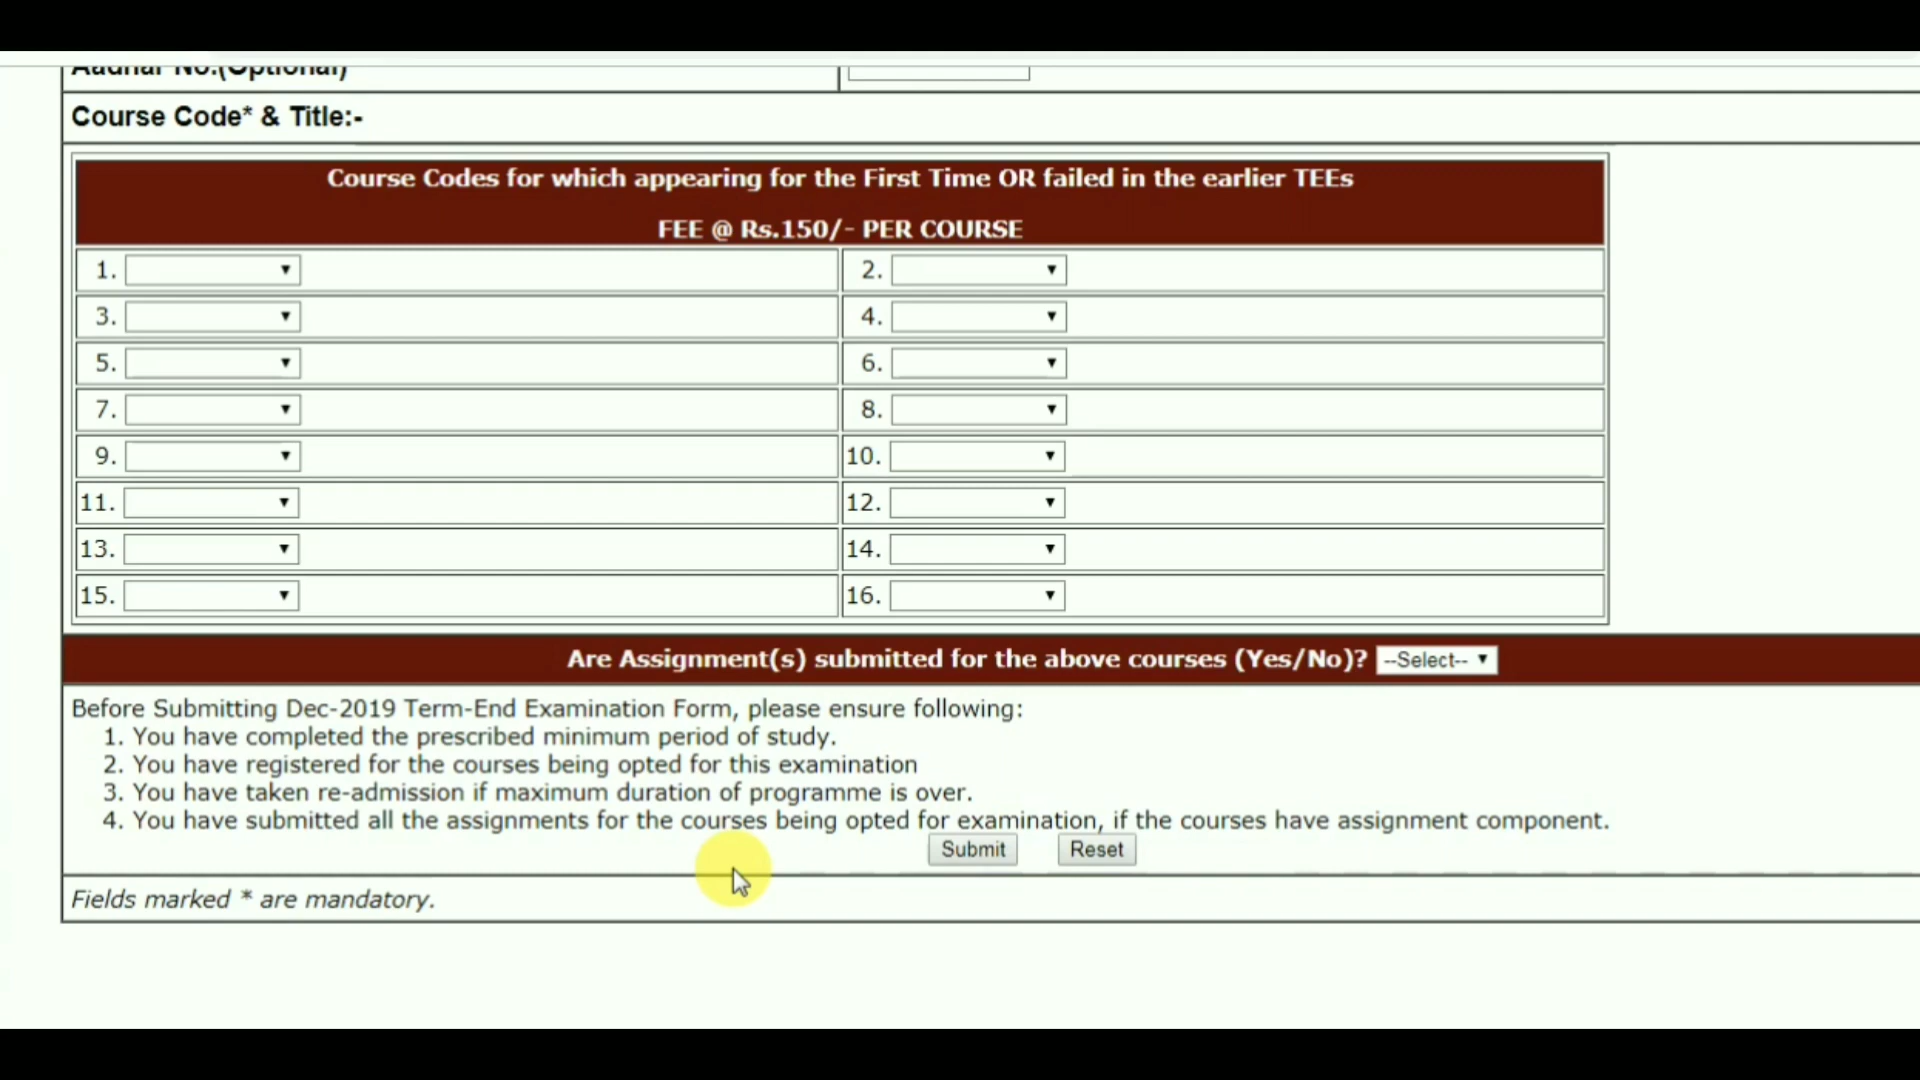 Aadhar No.(Optional)
Course Code* & Title:-
Course Codes for which appearing for the First Time OR failed in the earlier TEEs
FEE @ Rs.150/- PER COURSE
1. 2.
3. 4.
5. 6.
7. 8.
9. 10.
11. 12.
13. 14.
15. 16.
Are Assignment(s) submitted for the above courses (Yes/No)? --Select--
Before Submitting Dec-2019 Term-End Examination Form, please ensure following:
1. You have completed the prescribed minimum period of study.
2. You have registered for the courses being opted for this examination
3. You have taken re-admission if maximum duration of programme is over.
4. You have submitted all the assignments for the courses being opted for examination, if the courses have assignment component.
Submit Reset
Fields marked * are mandatory.